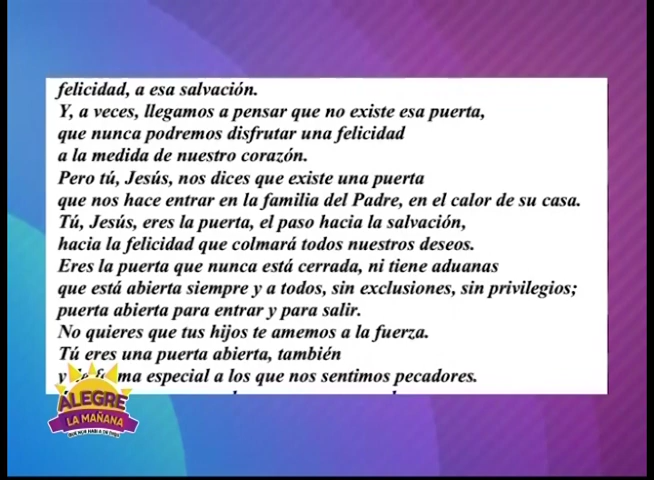 felicidad, a esa salvación.
Y, a veces, llegamos a pensar que no existe esa puerta,
que nunca podremos disfrutar una felicidad
a la medida de nuestro corazón.
Pero tú, Jesús, nos dices que existe una puerta
que nos hace entrar en la familia del Padre, en el calor de su casa.
Tú, Jesús, eres la puerta, el paso hacia la salvación,
hacia la felicidad que colmará todos nuestros deseos.
Eres la puerta que nunca está cerrada, ni tiene aduanas
que está abierta siempre y a todos, sin exclusiones, sin privilegios;
puerta abierta para entrar y para salir.
No quieres que tus hijos te amemos a la fuerza.
Tú eres una puerta abierta, también
y especial a los que nos sentimos pecadores.
ALEGRE
LA MAÑANA